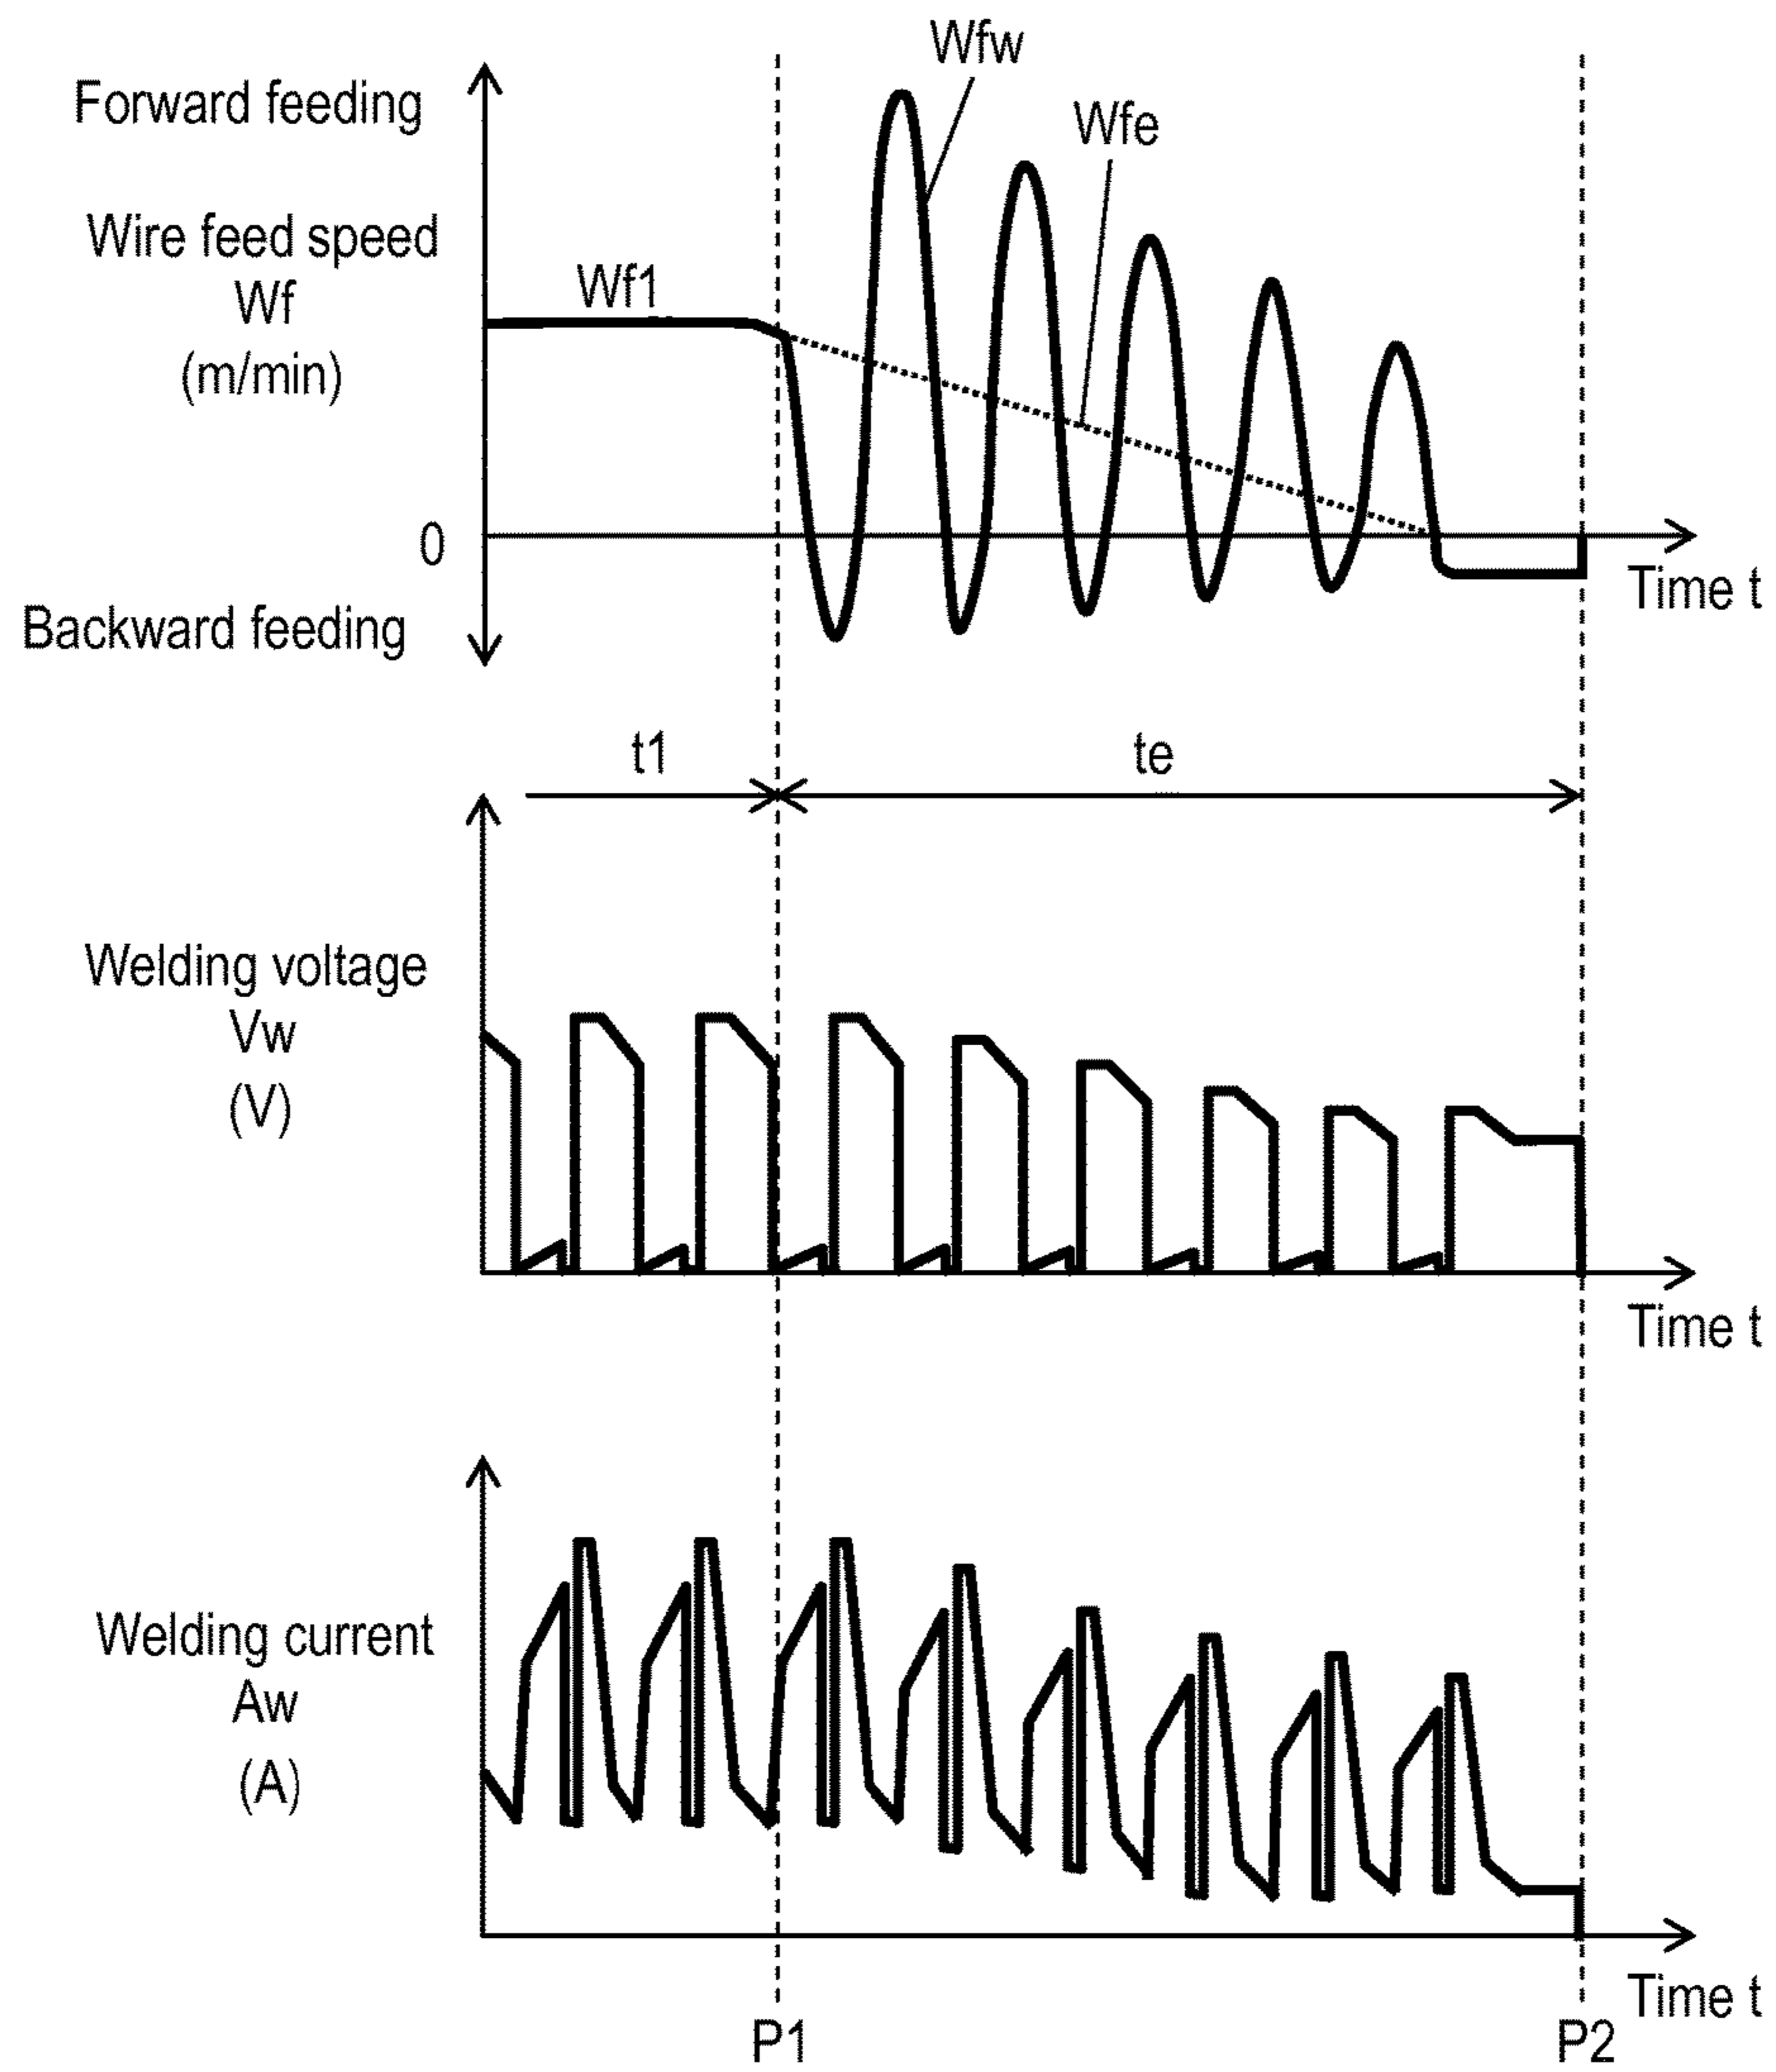 Wfw
Forward feeding
Wfe
Wire feed speed
Wf
(m/min)
Wf1
0
Time t
Backward feeding
t1
te
Welding voltage
Vw
(V)
Time t
Welding current
Aw
(A)
Time t
P1
P2